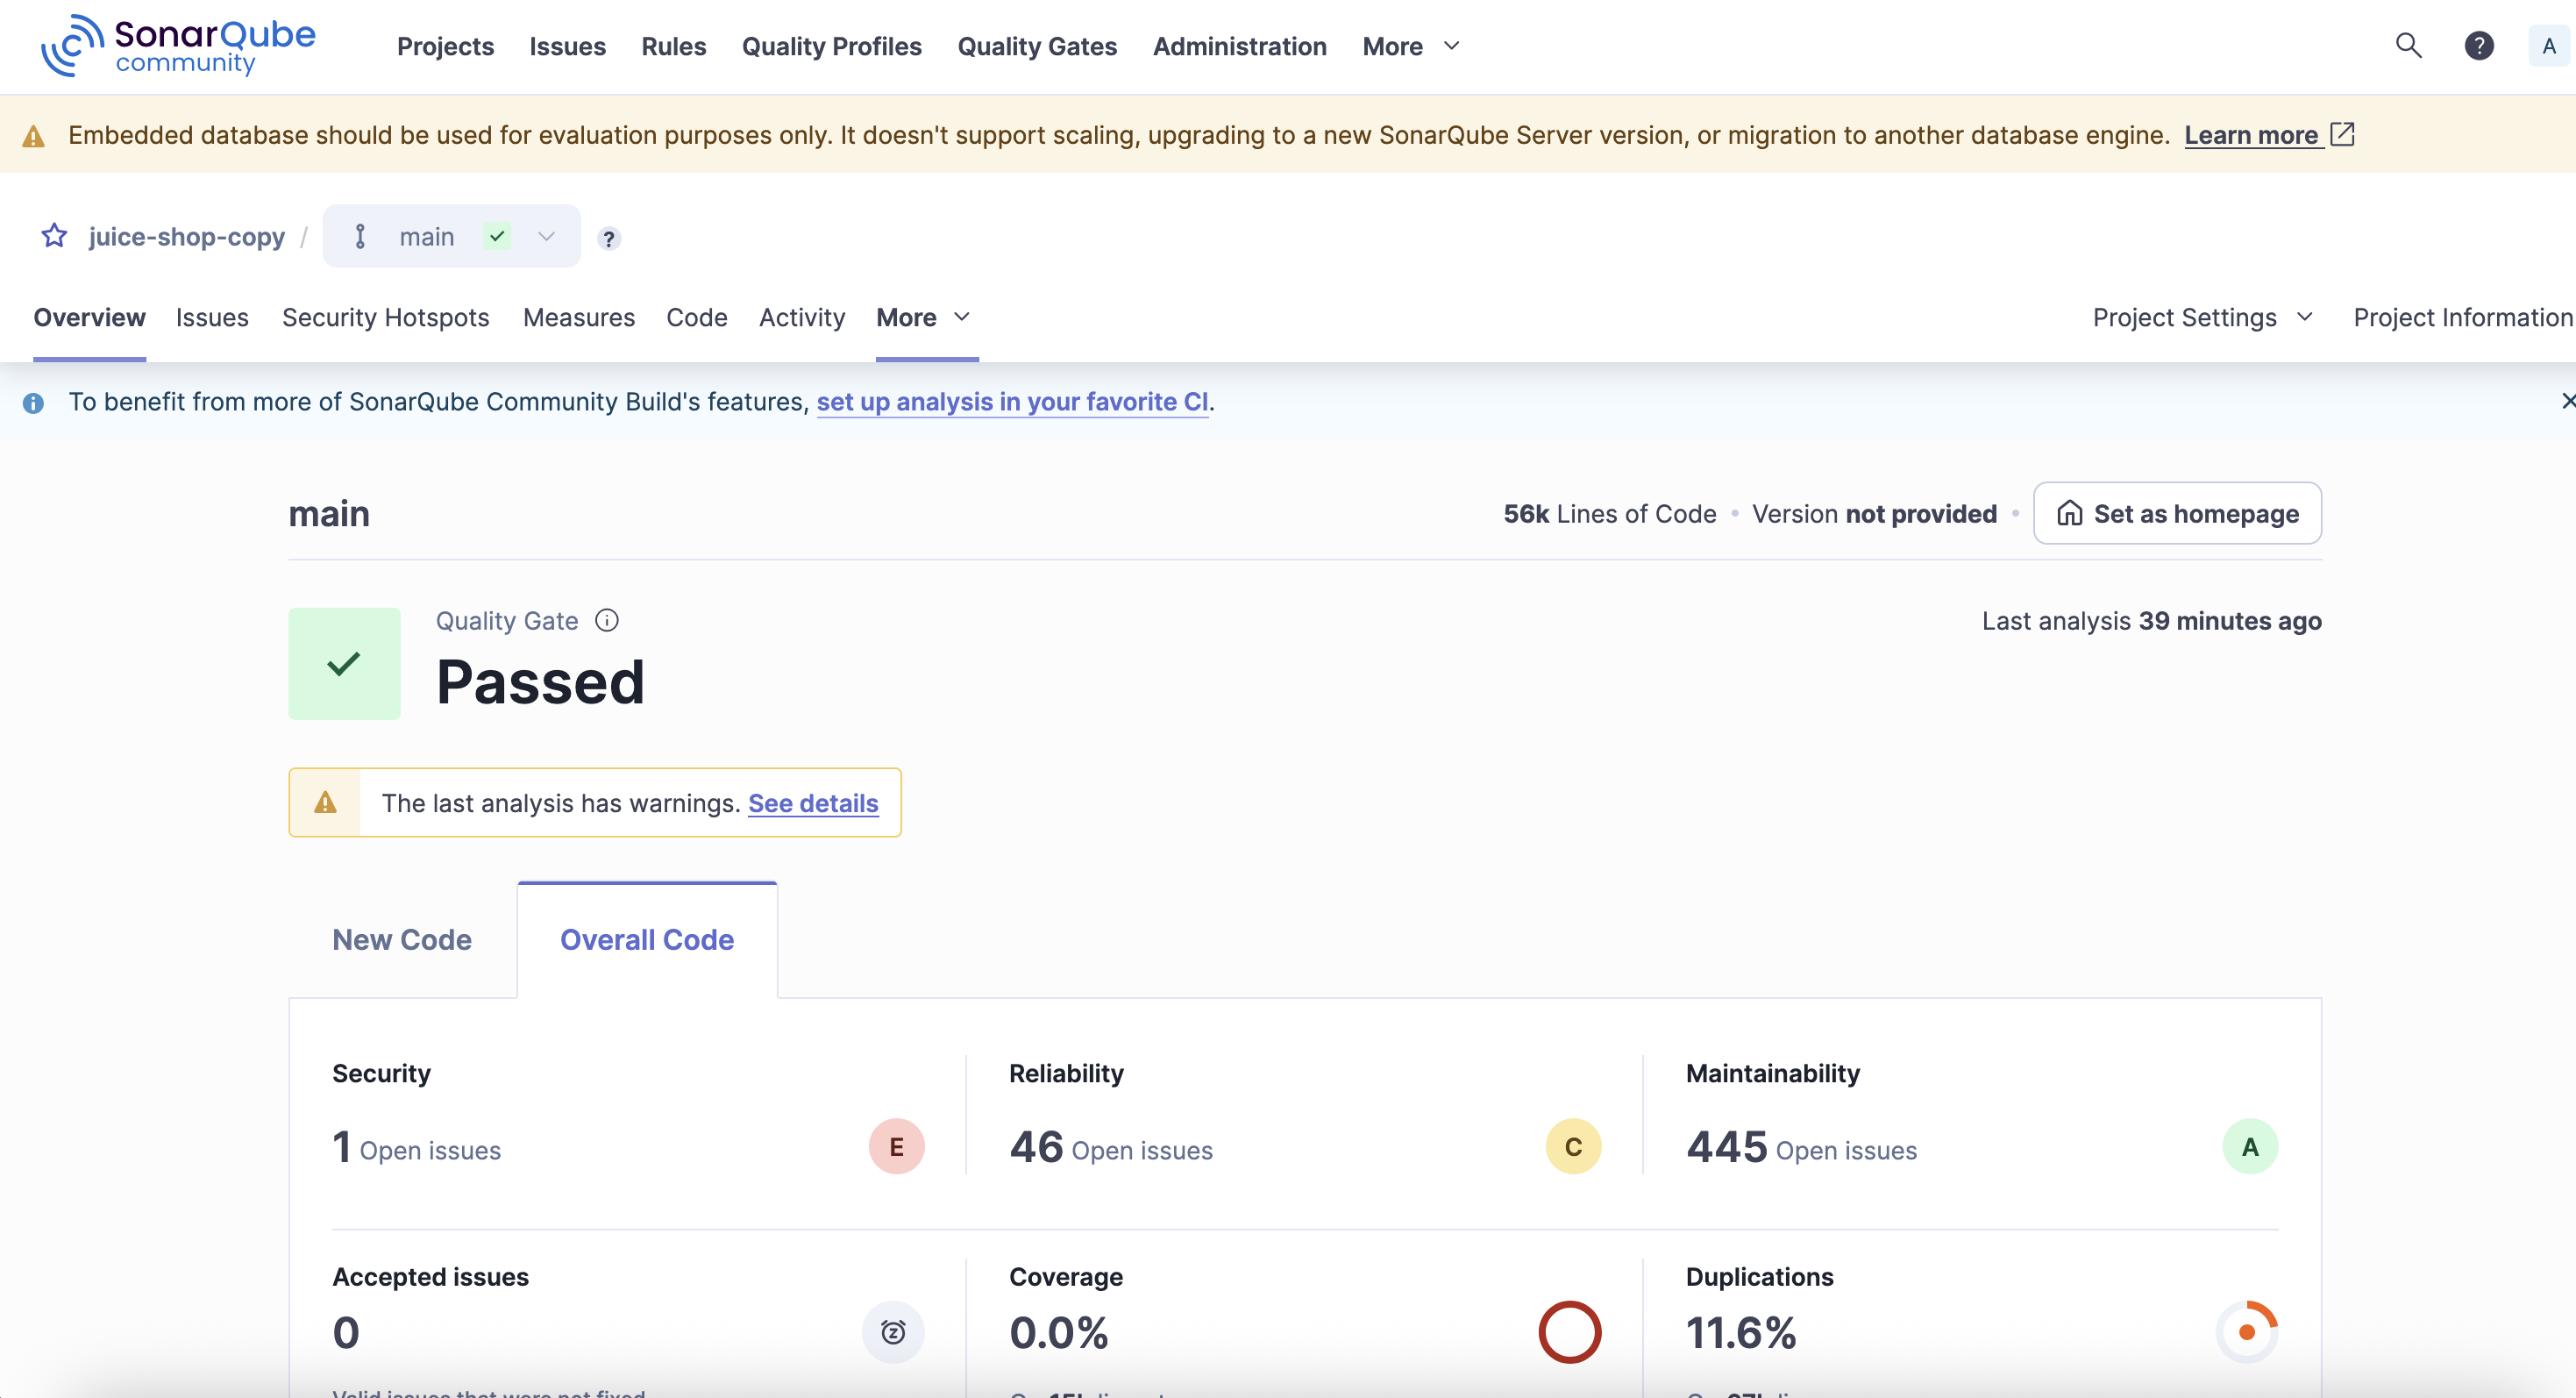 SonarQube
community
Projects Issues Rules Quality Profiles Quality Gates Administration More
A
Embedded database should be used for evaluation purposes only. It doesn't support scaling, upgrading to a new SonarQube Server version, or migration to another database engine. Learn more
juice-shop-copy / main ?
Overview Issues Security Hotspots Measures Code Activity More Project Settings Project Information
To benefit from more of SonarQube Community Build's features, set up analysis in your favorite CI.
main 56k Lines of Code • Version not provided • Set as homepage
Quality Gate Last analysis 39 minutes ago
Passed
The last analysis has warnings. See details
New Code Overall Code
Security Reliability Maintainability
1 Open issues E 46 Open issues C 445 Open issues A
Accepted issues Coverage Duplications
0 0.0% 11.6%
Valid issues that were not fixed